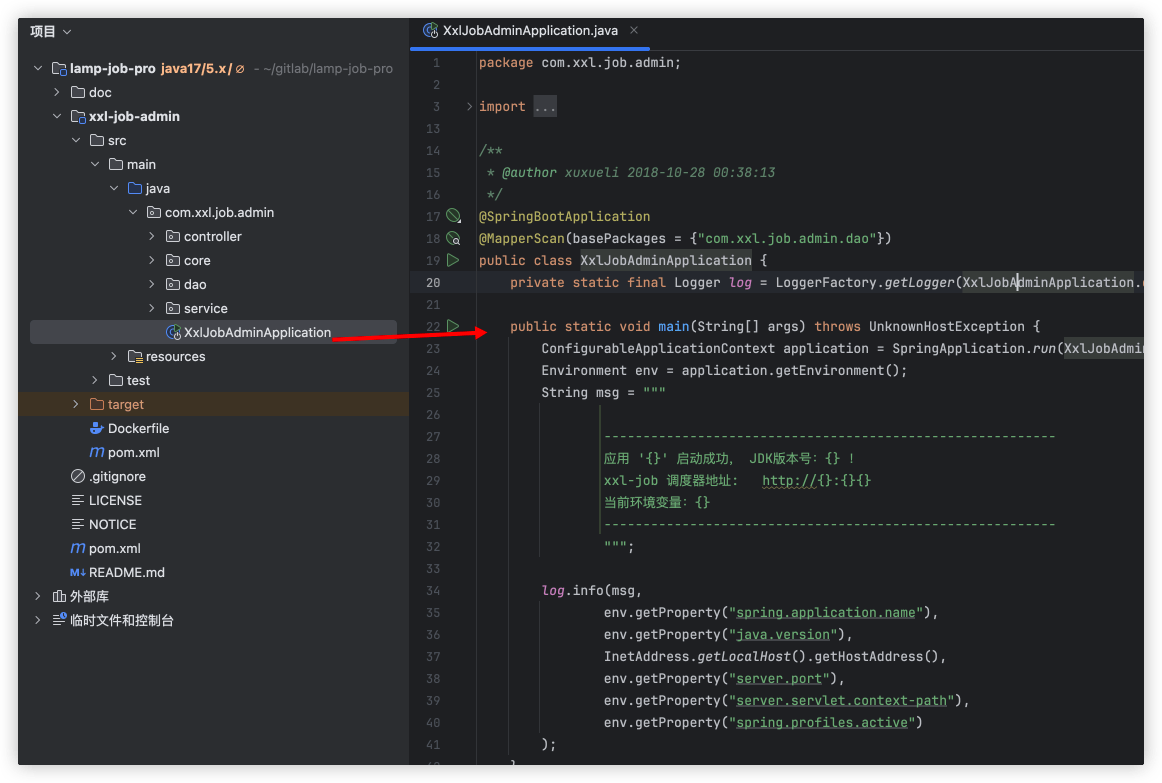 项目
lamp-job-pro java17/5.x / ∅ - ~/gitlab/lamp-job-pro
doc
xxl-job-admin
src
main
java
com.xxl.job.admin
controller
core
dao
service
XxlJobAdminApplication
resources
test
target
Dockerfile
pom.xml
.gitignore
LICENSE
NOTICE
pom.xml
README.md
外部库
临时文件和控制台
XxlJobAdminApplication.java
1 package com.xxl.job.admin;
2
3 import ...
13
14 /**
15 * @author xuxueli 2018-10-28 00:38:13
16 */
17 @SpringBootApplication
18 @MapperScan(basePackages = {"com.xxl.job.admin.dao"})
19 public class XxlJobAdminApplication {
20 private static final Logger log = LoggerFactory.getLogger(XxlJobAdminApplication.
21
22 public static void main(String[] args) throws UnknownHostException {
23 ConfigurableApplicationContext application = SpringApplication.run(XxlJobAdmi
24 Environment env = application.getEnvironment();
25 String msg = """
26
27 ----------------------------------------------------------
28 应用 '{}' 启动成功, JDK版本号：{} !
29 xxl-job 调度器地址: http://{}:{}{}
30 当前环境变量：{}
31 ----------------------------------------------------------
32 """;
33
34 log.info(msg,
35 env.getProperty("spring.application.name"),
36 env.getProperty("java.version"),
37 InetAddress.getLocalHost().getHostAddress(),
38 env.getProperty("server.port"),
39 env.getProperty("server.servlet.context-path"),
40 env.getProperty("spring.profiles.active")
41 );